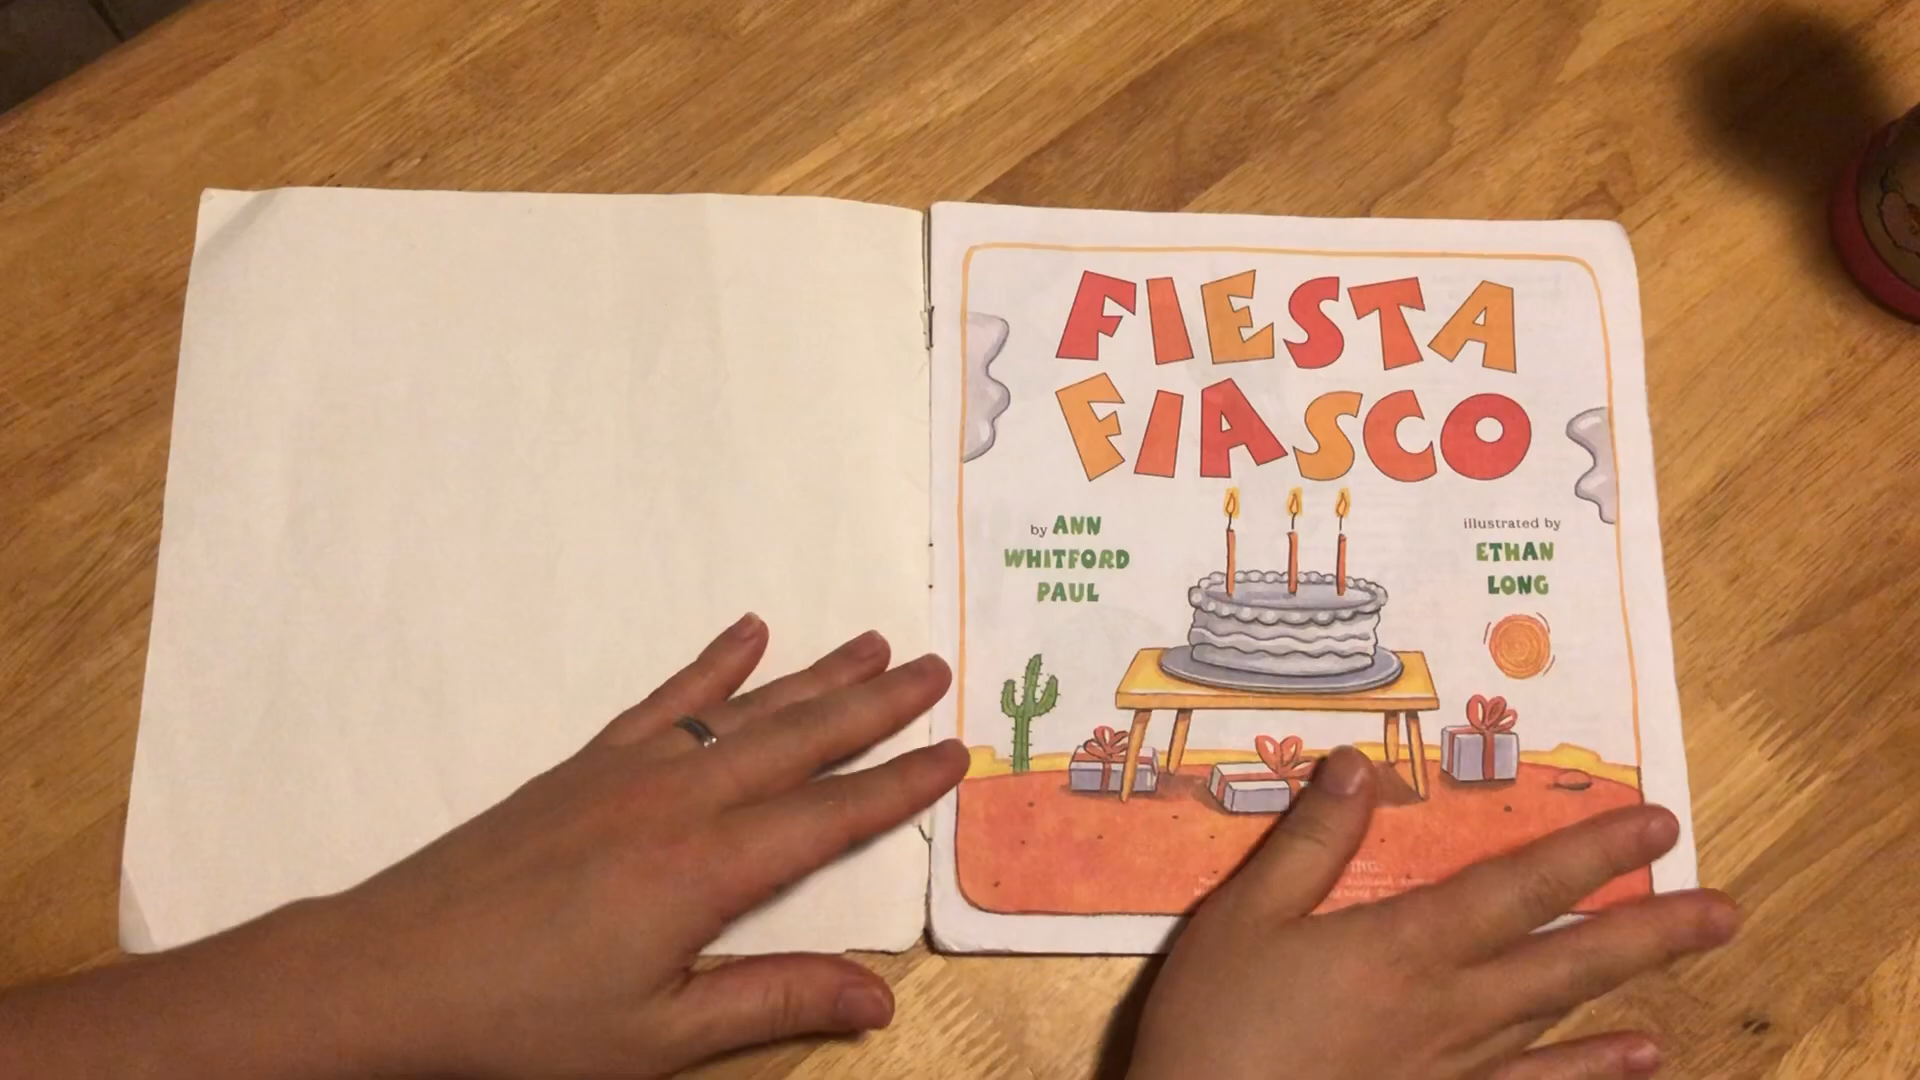 FIESTA
FIASCO
by ANN
WHITFORD
PAUL
illustrated by
ETHAN
LONG